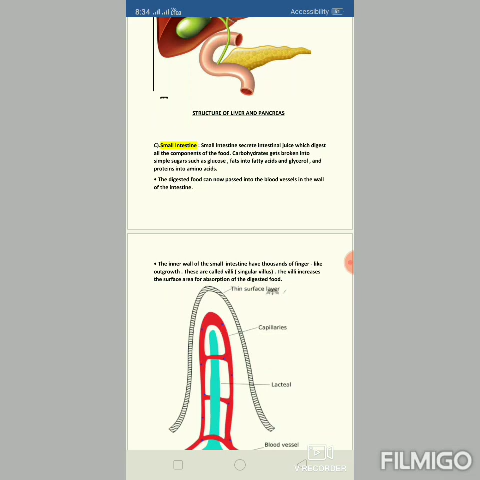 8:34
Accessibility
STRUCTURE OF LIVER AND PANCREAS
C).Small intestine . Small intestine secrete intestinal juice which digest
all the components of the food. Carbohydrates gets broken into
simple sugars such as glucose , fats into fatty acids and glycerol , and
proteins into amino acids.
• The digested food can now passed into the blood vessels in the wall
of the intestine.
• The inner wall of the small intestine have thousands of finger - like
outgrowth . These are called villi ( singular villus) . The villi increases
the surface area for absorption of the digested food.
Thin surface layer
Capillaries
Lacteal
Blood vessel
V RECORDER
FILMIGO